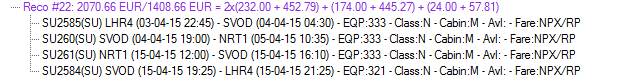 Reco #22: 2070.66 EUR/1408.66 EUR = 2x(232.00 + 452.79) + (174.00 + 445.27) + (24.00 + 57.81)
SU2585(SU) LHR4 (03-04-15 22:45) - SVOD (04-04-15 04:30) - EQP:333 - Class:N - Cabin:M - Avl: - Fare:NPX/RP
SU260(SU) SVOD (04-04-15 19:00) - NRT1 (05-04-15 10:35) - EQP:333 - Class:N - Cabin:M - Avl: - Fare:NPX/RP
SU261(SU) NRT1 (15-04-15 12:00) - SVOD (15-04-15 16:10) - EQP:333 - Class:N - Cabin:M - Avl: - Fare:NPX/RP
SU2584(SU) SVOD (15-04-15 19:25) - LHR4 (15-04-15 21:25) - EQP:321 - Class:N - Cabin:M - Avl: - Fare:NPX/RP